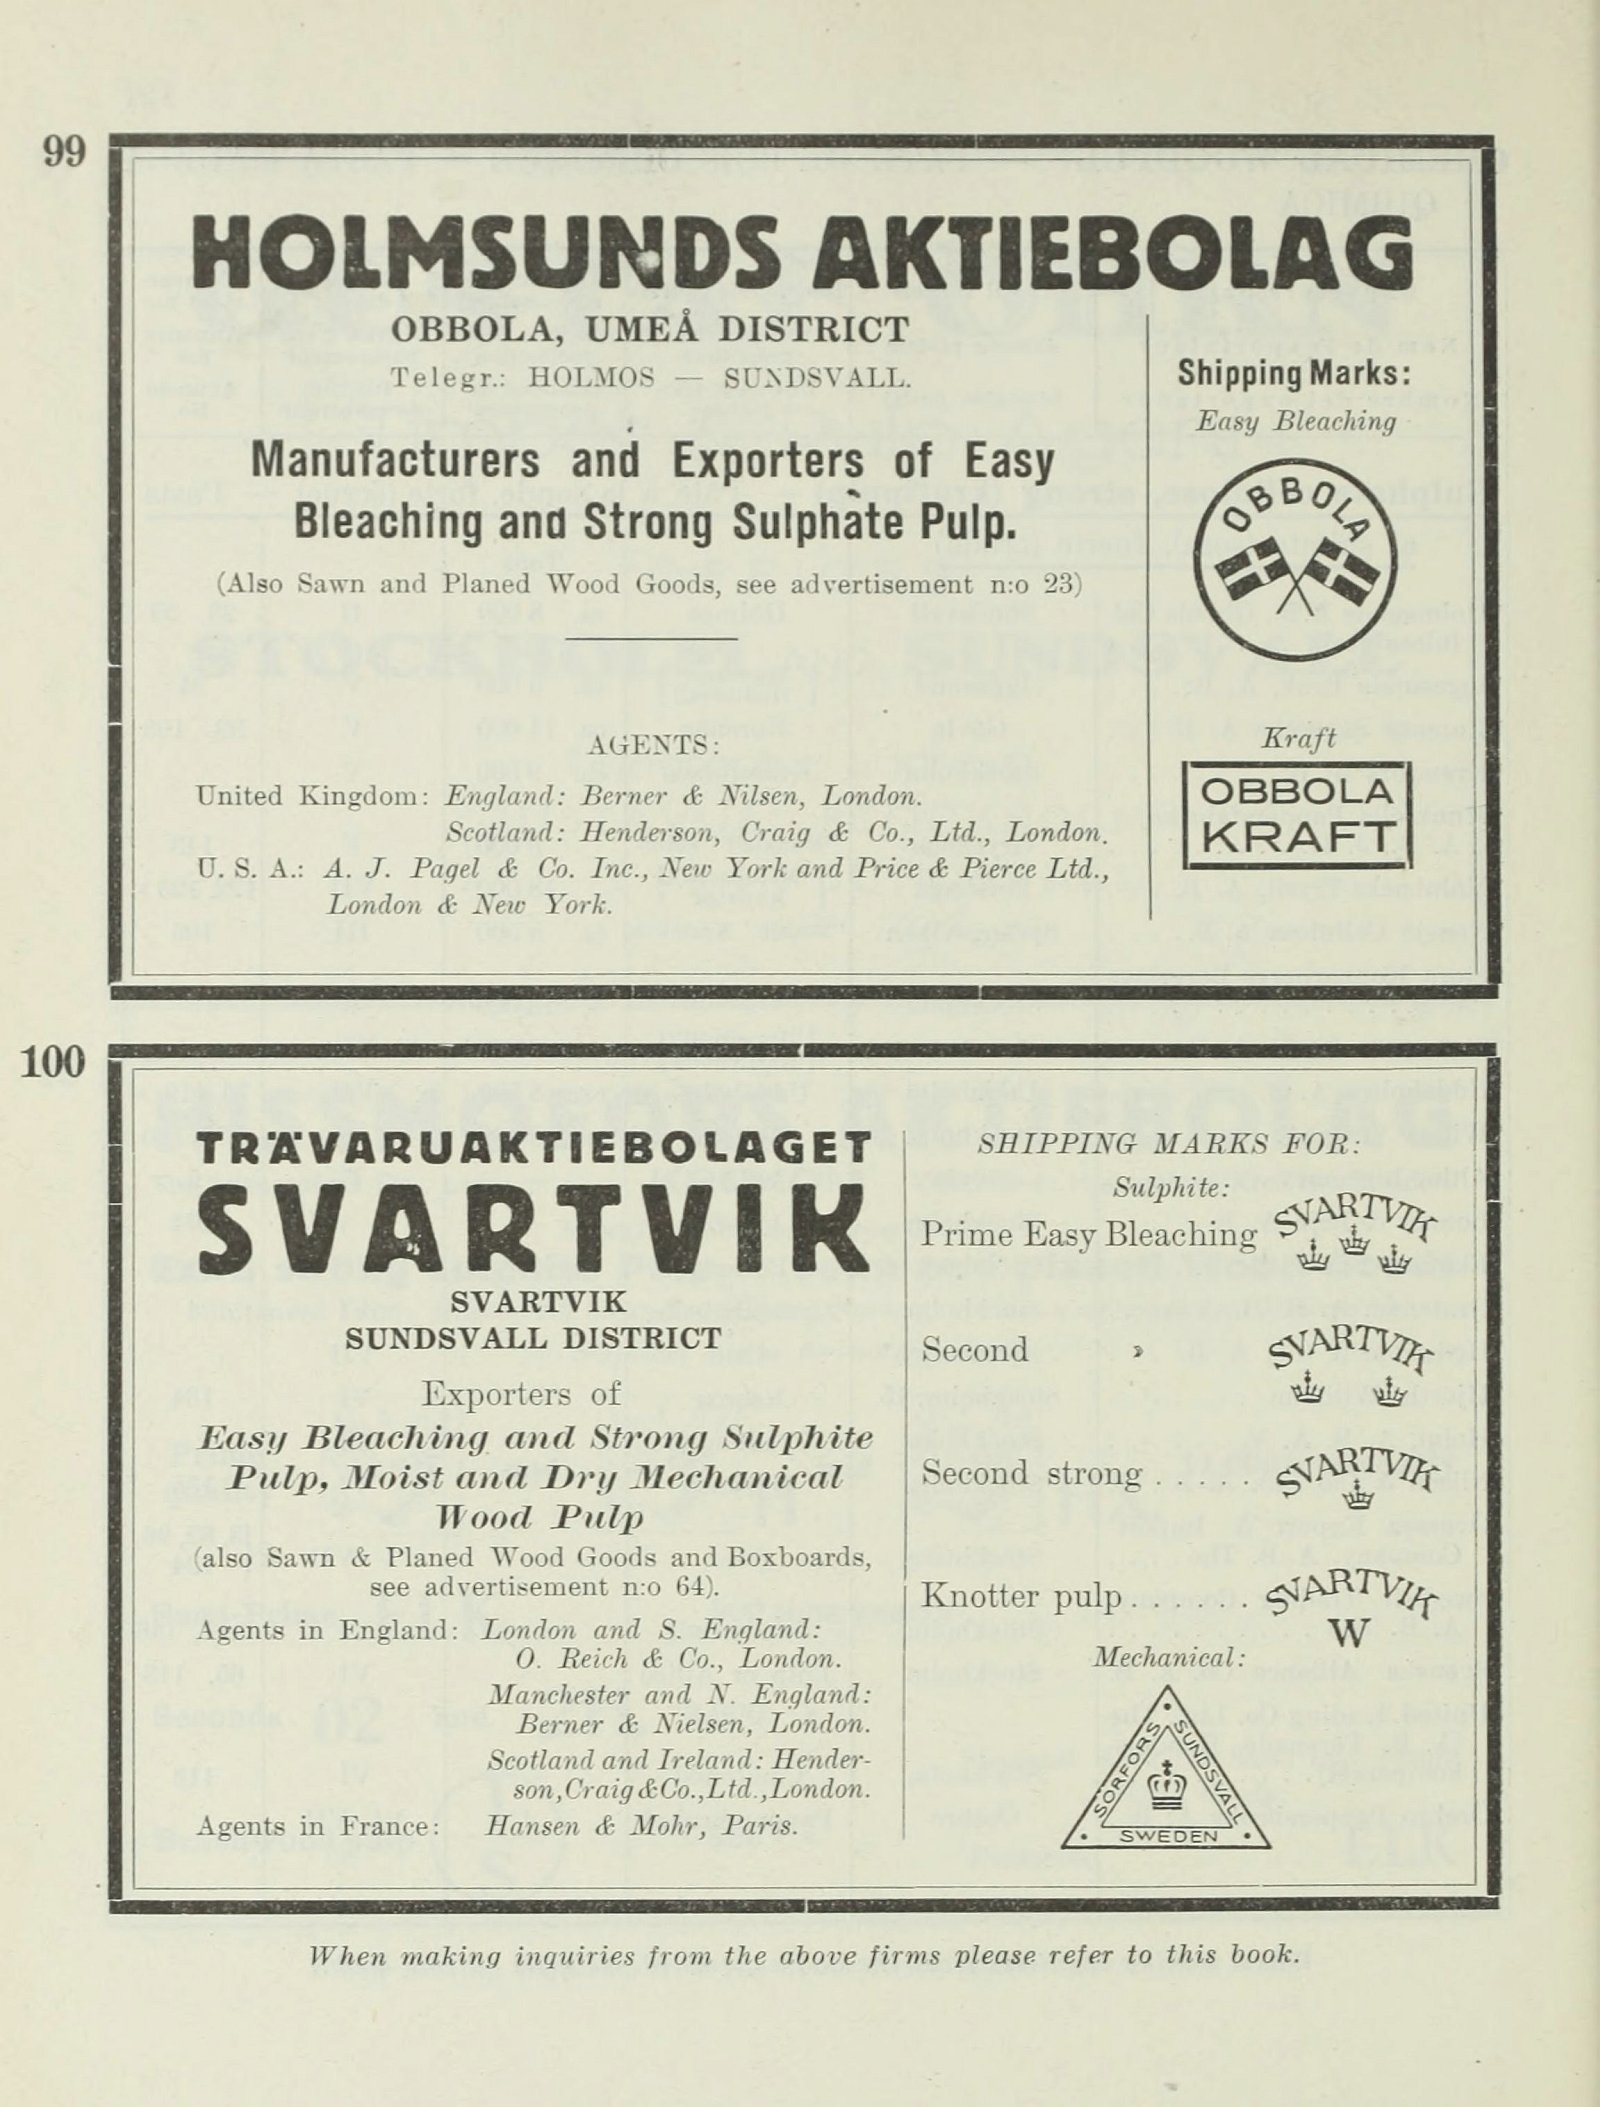 99
HOLMSUNDS AKTIEBOLAG
OBBOLA, UMEÅ DISTRICT
Telegr.: HOLMOS — SUNDSVALL.
Manufacturers and Exporters of Easy
Bleaching and Strong Sulphate Pulp.
(Also Sawn and Planed Wood Goods, see advertisement n:o 23)
AGENTS:
United Kingdom: England: Berner & Nilsen, London.
Scotland: Henderson, Craig & Co., Ltd., London.
U. S. A.: A. J. Pagel & Co. Inc., New York and Price & Pierce Ltd.,
London & New York.
Shipping Marks:
Easy Bleaching
OBBOLA
Kraft
OBBOLA
KRAFT
100
TRÄVARUAKTIEBOLAGET
SVARTVIK
SVARTVIK
SUNDSVALL DISTRICT
Exporters of
Easy Bleaching and Strong Sulphite
Pulp, Moist and Dry Mechanical
Wood Pulp
(also Sawn & Planed Wood Goods and Boxboards,
see advertisement n:o 64).
Agents in England: London and S. England:
O. Reich & Co., London.
Manchester and N. England:
Berner & Nielsen, London.
Scotland and Ireland: Hender-
son, Craig & Co., Ltd., London.
Agents in France: Hansen & Mohr, Paris.
SHIPPING MARKS FOR:
Sulphite:
Prime Easy Bleaching SVARTVIK
Second » SVARTVIK
Second strong ..... SVARTVIK
Knotter pulp ...... SVARTVIK
W
Mechanical:
SÖRFORS SUNDSVALL
SWEDEN
When making inquiries from the above firms please refer to this book.